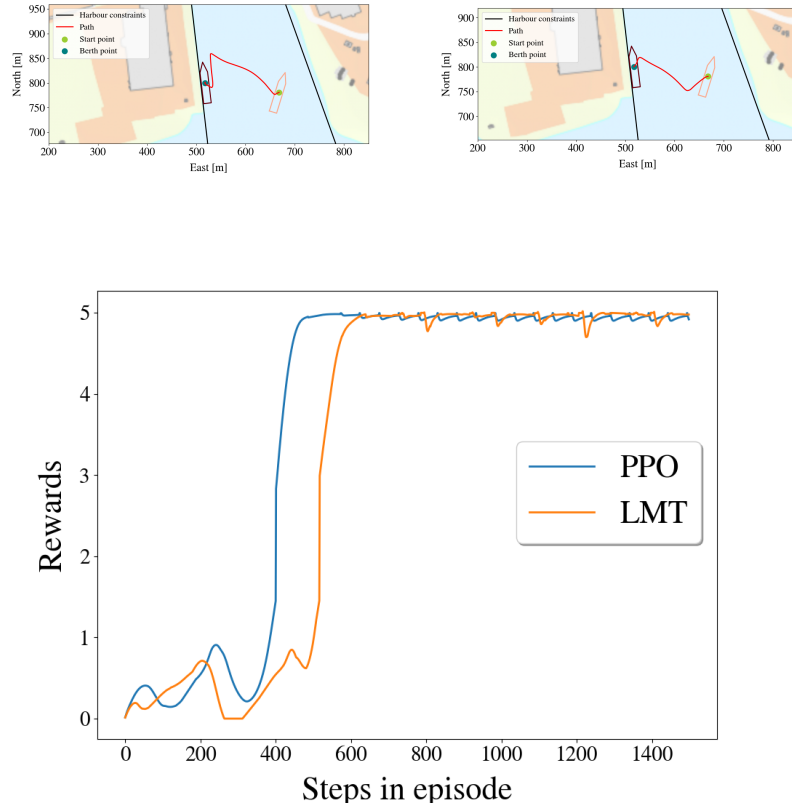 North [m]
950
900
850
800
750
700
Harbour constraints
Path
Start point
Berth point
200 300 400 500 600 700 800
East [m]
North [m]
900
850
800
750
700
Harbour constraints
Path
Start point
Berth point
200 300 400 500 600 700 800
East [m]
Rewards
5
4
3
2
1
0
PPO
LMT
0 200 400 600 800 1000 1200 1400
Steps in episode